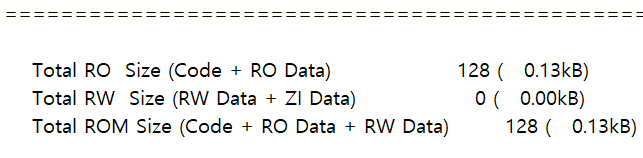 ==============================================
Total RO  Size (Code + RO Data)                     128 (   0.13kB)
Total RW  Size (RW Data + ZI Data)                    0 (   0.00kB)
Total ROM Size (Code + RO Data + RW Data)         128 (   0.13kB)